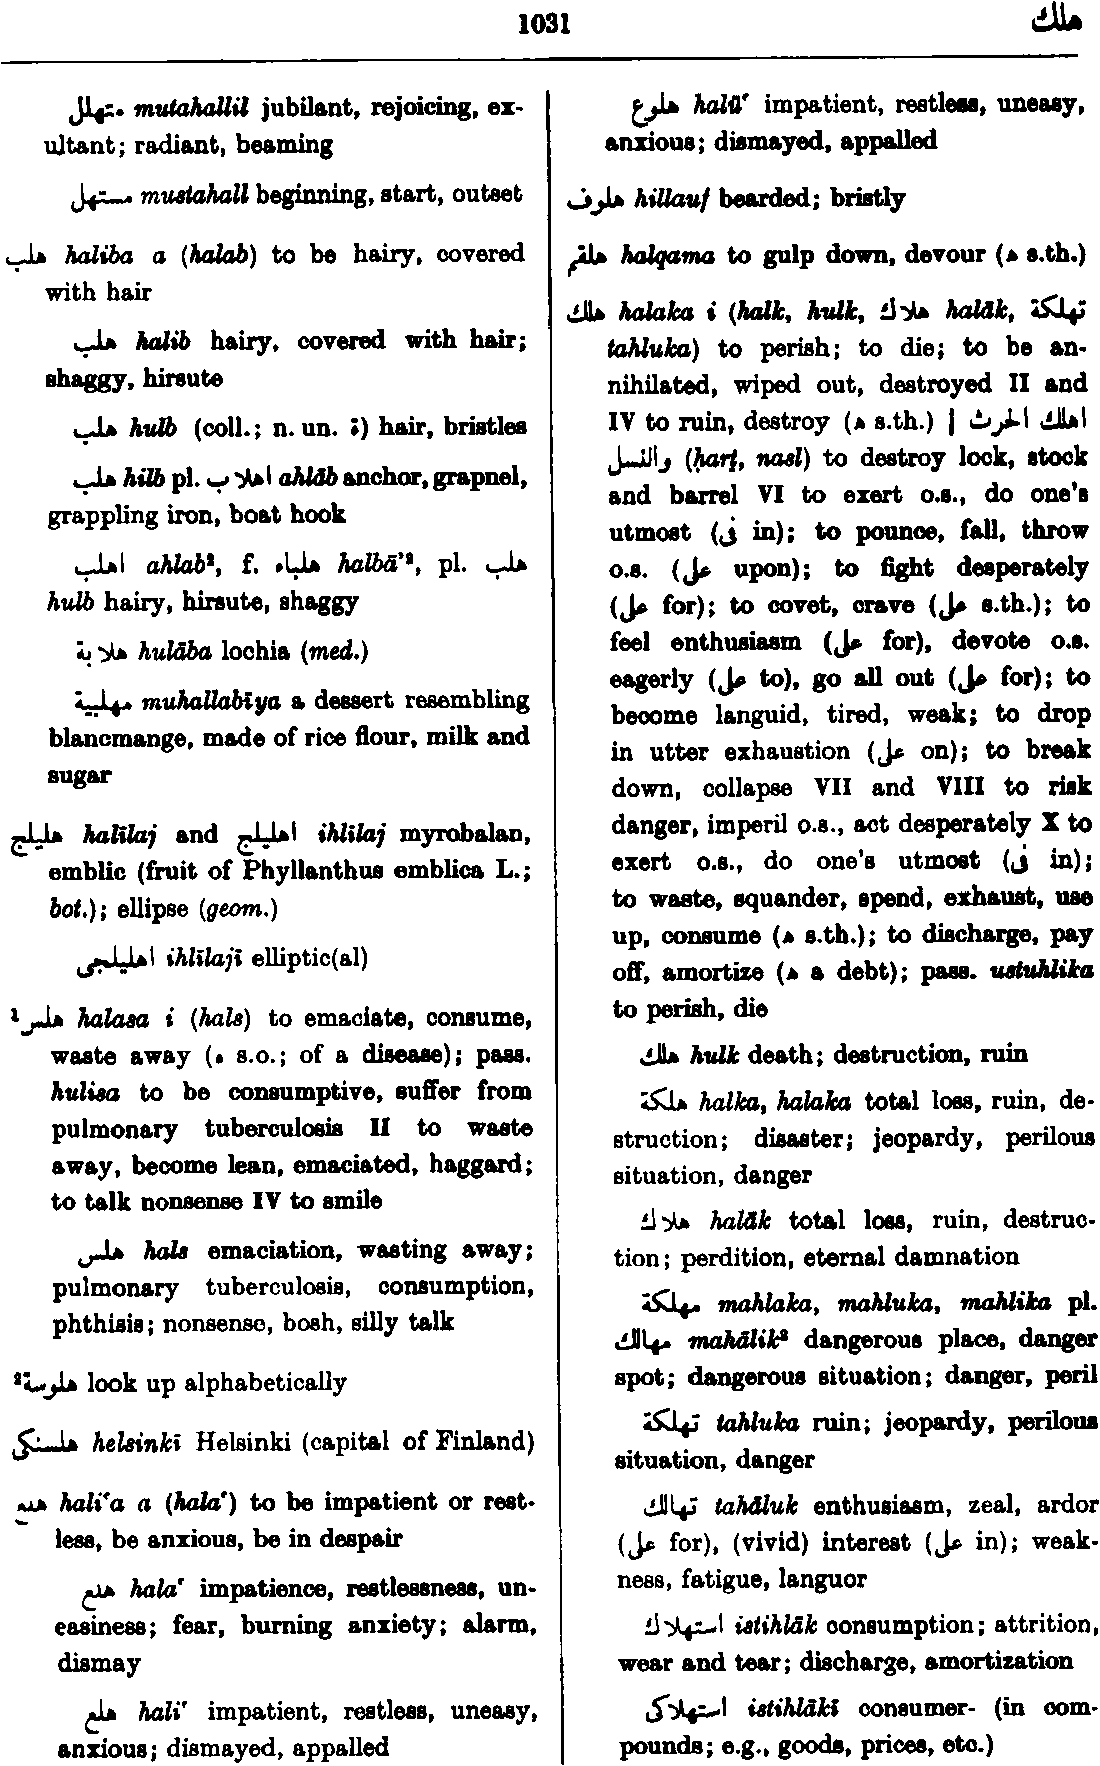 1031
هلك
متهلل mutahallil jubilant, rejoicing, ex-
ultant; radiant, beaming
مستهل mustahall beginning, start, outset
هلب haliba a (halab) to be hairy, covered
with hair
هلب halib hairy, covered with hair;
shaggy, hirsute
هلب hulb (coll.; n. un. ة) hair, bristles
هلب hilb pl. اهلاب ahlāb anchor, grapnel,
grappling iron, boat hook
اهلب ahlab², f. هلباء halbā’², pl. هلب
hulb hairy, hirsute, shaggy
هلابة hulāba lochia (med.)
مهلبية muhallabīya a dessert resembling
blancmange, made of rice flour, milk and
sugar
هليلج halīlaj and اهليلج ihlīlaj myrobalan,
emblic (fruit of Phyllanthus emblica L.;
bot.); ellipse (geom.)
اهليلجى ihlīlajī elliptic(al)
هلس¹ halasa i (hals) to emaciate, consume,
waste away (ه s.o.; of a disease); pass.
hulisa to be consumptive, suffer from
pulmonary tuberculosis II to waste
away, become lean, emaciated, haggard;
to talk nonsense IV to smile
هلس hals emaciation, wasting away;
pulmonary tuberculosis, consumption,
phthisis; nonsense, bosh, silly talk
هلوسة² look up alphabetically
هلسنكى helsinkī Helsinki (capital of Finland)
هلع hali‘a a (hala‘) to be impatient or rest-
less, be anxious, be in despair
هلع hala‘ impatience, restlessness, un-
easiness; fear, burning anxiety; alarm,
dismay
هلع hali‘ impatient, restless, uneasy,
anxious; dismayed, appalled
هلوع halū‘ impatient, restless, uneasy,
anxious; dismayed, appalled
هلوف hillauf bearded; bristly
هلقم halqama to gulp down, devour (ه s.th.)
هلك halaka i (halk, hulk, هلاك halāk, تهلكة
tahluka) to perish; to die; to be an-
nihilated, wiped out, destroyed II and
IV to ruin, destroy (ه s.th.) | اهلك الحرث
والنسل (ḥarṯ, nasl) to destroy lock, stock
and barrel VI to exert o.s., do one's
utmost (فى in); to pounce, fall, throw
o.s. (على upon); to fight desperately
(على for); to covet, crave (على s.th.); to
feel enthusiasm (على for), devote o.s.
eagerly (على to), go all out (على for); to
become languid, tired, weak; to drop
in utter exhaustion (على on); to break
down, collapse VII and VIII to risk
danger, imperil o.s., act desperately X to
exert o.s., do one's utmost (فى in);
to waste, squander, spend, exhaust, use
up, consume (ه s.th.); to discharge, pay
off, amortize (ه a debt); pass. ustuhlika
to perish, die
هلك hulk death; destruction, ruin
هلكة halka, halaka total loss, ruin, de-
struction; disaster; jeopardy, perilous
situation, danger
هلاك halāk total loss, ruin, destruc-
tion; perdition, eternal damnation
مهلكة mahlaka, mahluka, mahlika pl.
مهالك mahālik² dangerous place, danger
spot; dangerous situation; danger, peril
تهلكة tahluka ruin; jeopardy, perilous
situation, danger
تهالك tahāluk enthusiasm, zeal, ardor
(على for), (vivid) interest (على in); weak-
ness, fatigue, languor
استهلاك istihlāk consumption; attrition,
wear and tear; discharge, amortization
استهلاكى istihlākī consumer- (in com-
pounds; e.g., goods, prices, etc.)